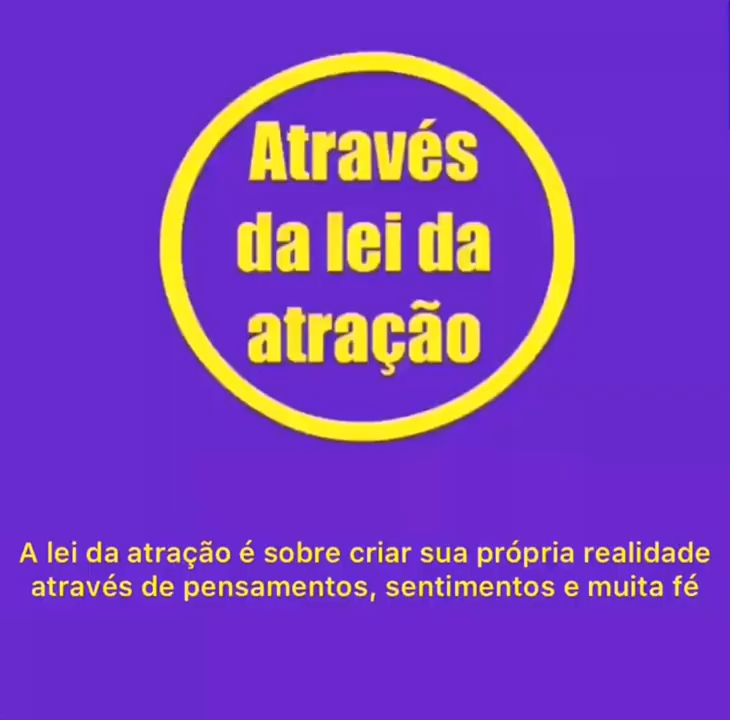 Através
da lei da
atração
A lei da atração é sobre criar sua própria realidade
através de pensamentos, sentimentos e muita fé